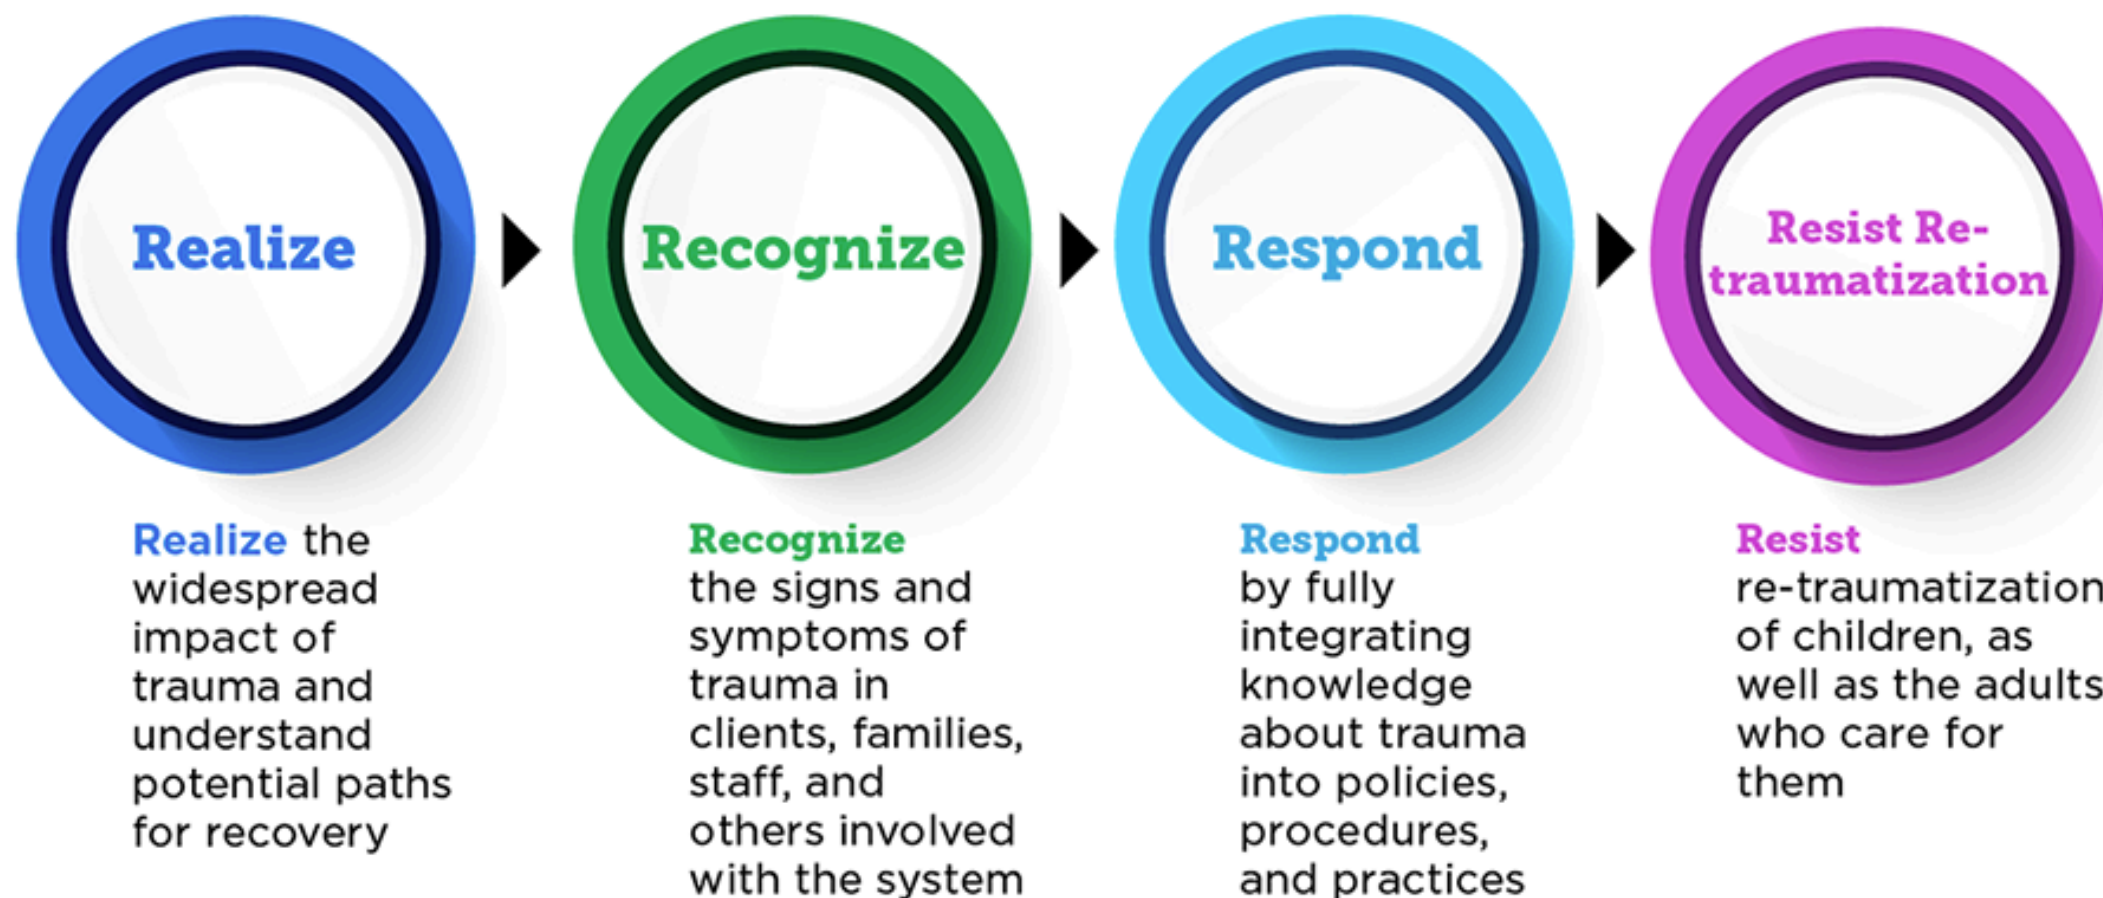 Realize
Recognize
Respond
Resist Re-
traumatization
Realize the
widespread
impact of
trauma and
understand
potential paths
for recovery
Recognize
the signs and
symptoms of
trauma in
clients, families,
staff, and
others involved
with the system
Respond
by fully
integrating
knowledge
about trauma
into policies,
procedures,
and practices
Resist
re-traumatization
of children, as
well as the adults
who care for
them